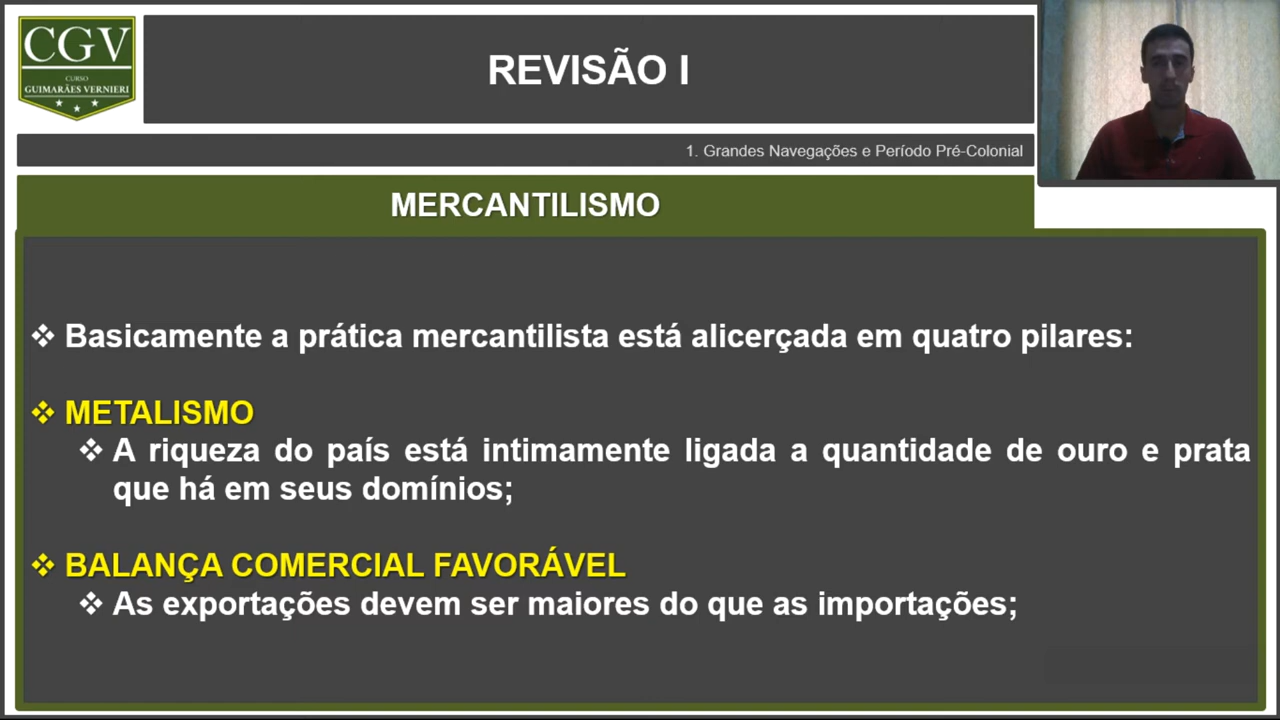 CGV
CURSO
GUIMARÃES VERNIERI
REVISÃO I
1. Grandes Navegações e Período Pré-Colonial
MERCANTILISMO
Basicamente a prática mercantilista está alicerçada em quatro pilares:
METALISMO
A riqueza do país está intimamente ligada a quantidade de ouro e prata
que há em seus domínios;
BALANÇA COMERCIAL FAVORÁVEL
As exportações devem ser maiores do que as importações;